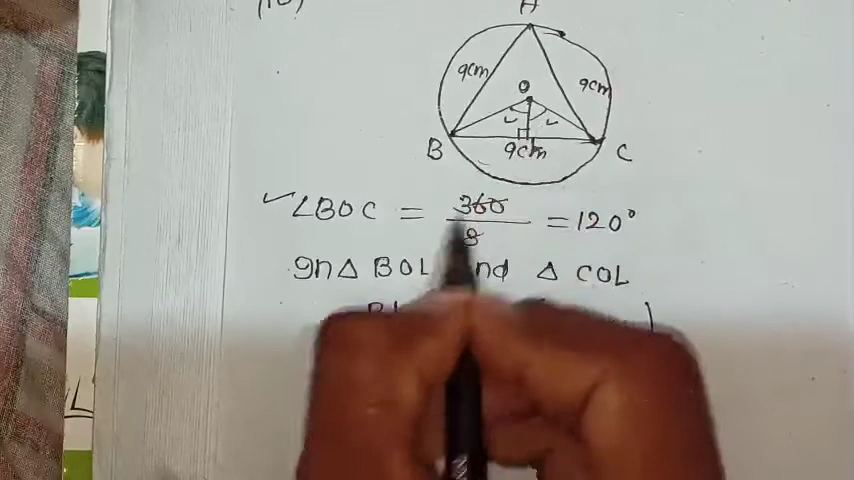 (10)
A
9cm
O
9cm
B
9cm
C
∠BOC = 360/3 = 120°
In Δ BOL and Δ COL